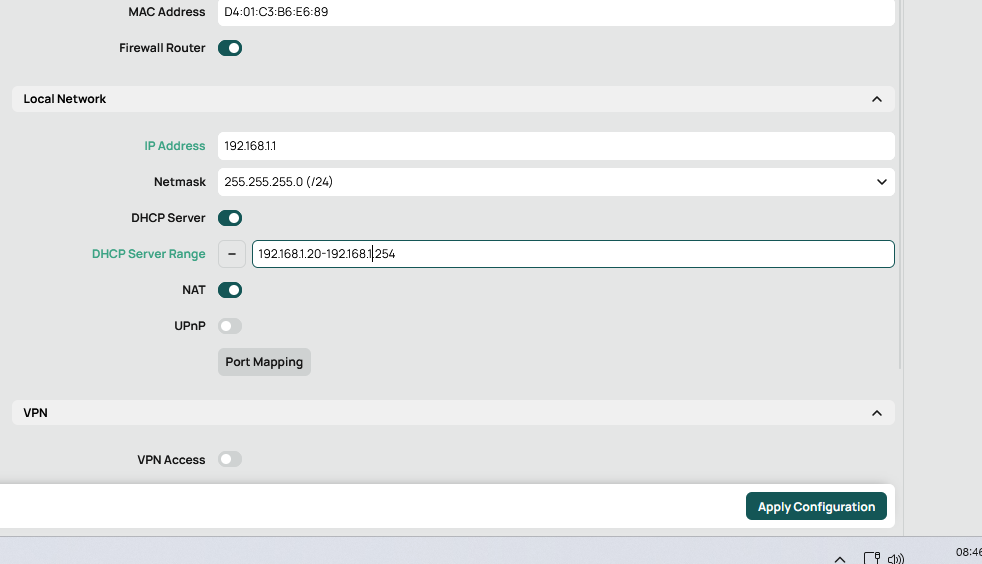 MAC Address D4:01:C3:B6:E6:89
Firewall Router
Local Network
IP Address 192.168.1.1
Netmask 255.255.255.0 (/24)
DHCP Server
DHCP Server Range − 192.168.1.20-192.168.1.254
NAT
UPnP
Port Mapping
VPN
VPN Access
Apply Configuration
08:46